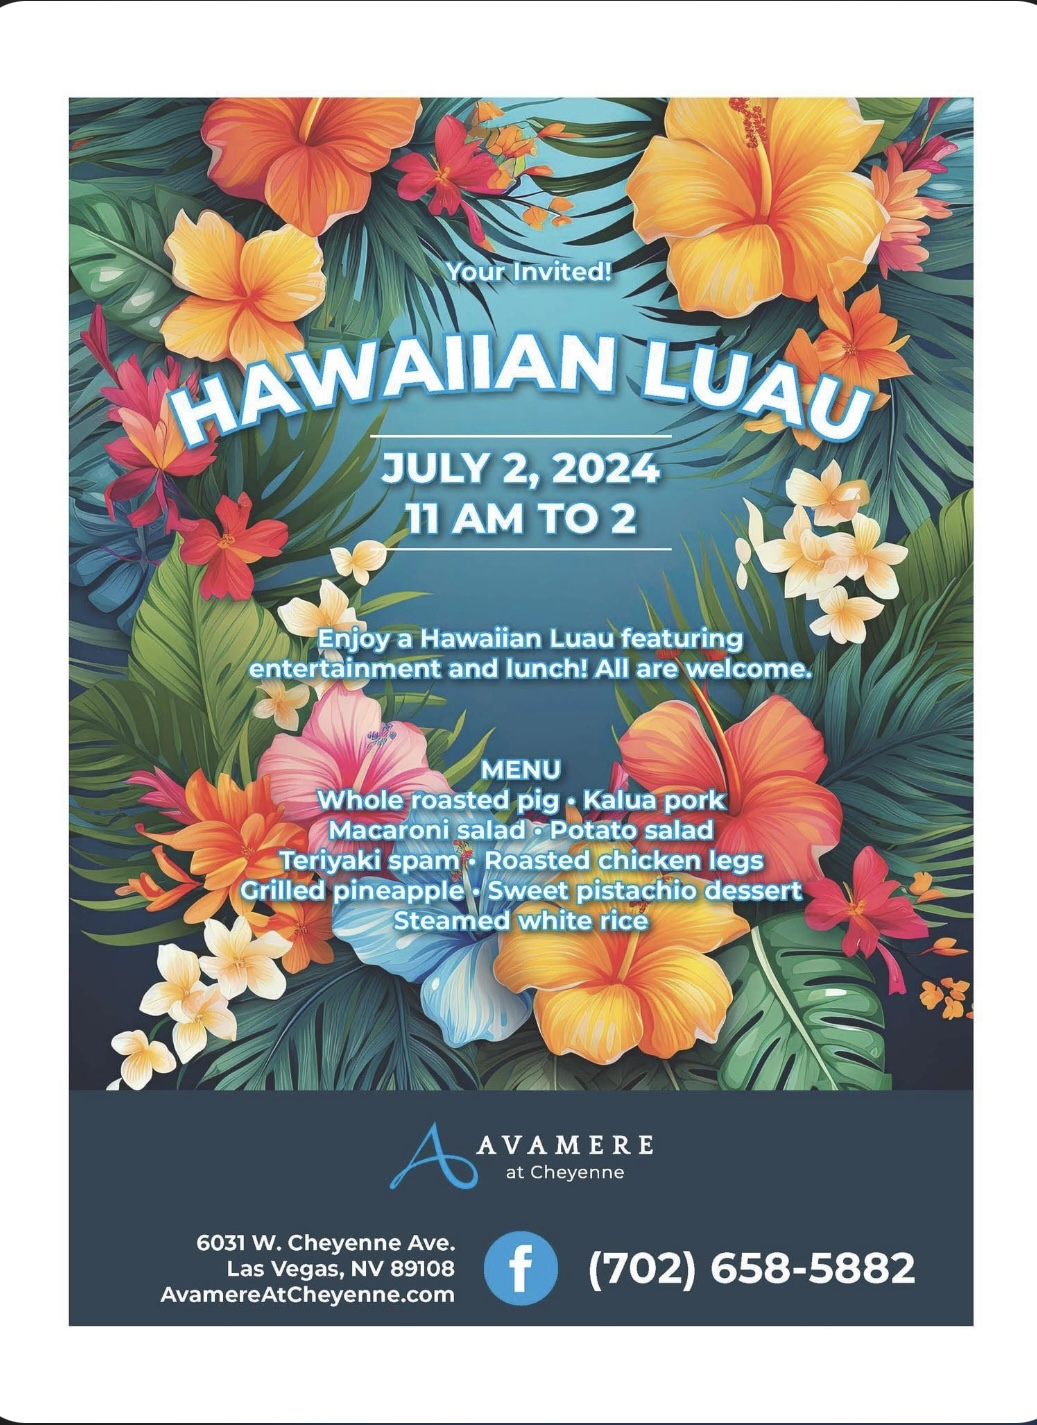 Your Invited!
HAWAIIAN LUAU
JULY 2, 2024
11 AM TO 2
Enjoy a Hawaiian Luau featuring
entertainment and lunch! All are welcome.
MENU
Whole roasted pig • Kalua pork
Macaroni salad • Potato salad
Teriyaki spam • Roasted chicken legs
Grilled pineapple • Sweet pistachio dessert
Steamed white rice
AVAMERE
at Cheyenne
6031 W. Cheyenne Ave.
Las Vegas, NV 89108
AvamereAtCheyenne.com
f
(702) 658-5882